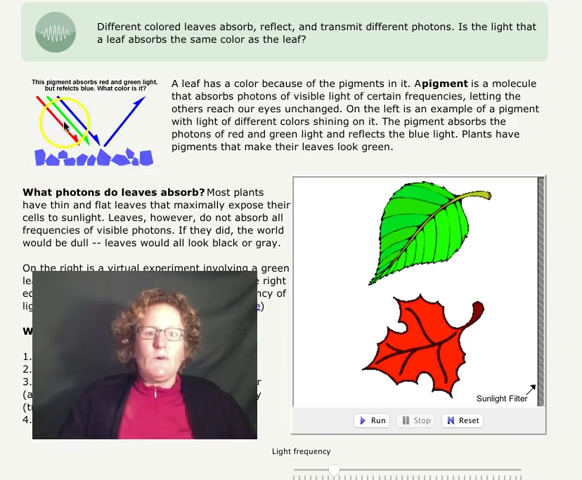 Different colored leaves absorb, reflect, and transmit different photons. Is the light that
a leaf absorbs the same color as the leaf?
This pigment absorbs red and green light,
but refelcts blue. What color is it?
A leaf has a color because of the pigments in it. Apigment is a molecule
that absorbs photons of visible light of certain frequencies, letting the
others reach our eyes unchanged. On the left is an example of a pigment
with light of different colors shining on it. The pigment absorbs the
photons of red and green light and reflects the blue light. Plants have
pigments that make their leaves look green.
What photons do leaves absorb? Most plants
have thin and flat leaves that maximally expose their
cells to sunlight. Leaves, however, do not absorb all
frequencies of visible photons. If they did, the world
would be dull -- leaves would all look black or gray.
On the right is a virtual experiment involving a green
right
of
W
1.
2.
3.
(a
(t
4.
Sunlight Filter
Run
Stop
Reset
Light frequency